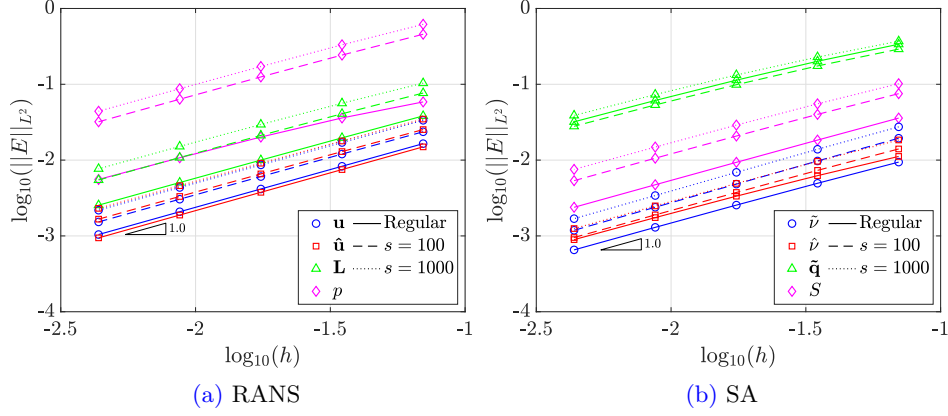 0
-1
-2
-3
-4
-2.5
-2
-1.5
-1
log₁₀(||E||_{L²})
log₁₀(h)
1.0
u Regular
û s = 100
L s = 1000
p
(a) RANS
0
-1
-2
-3
-4
-2.5
-2
-1.5
-1
log₁₀(||E||_{L²})
log₁₀(h)
1.0
ν̃ Regular
ν̂ s = 100
q̃ s = 1000
S
(b) SA